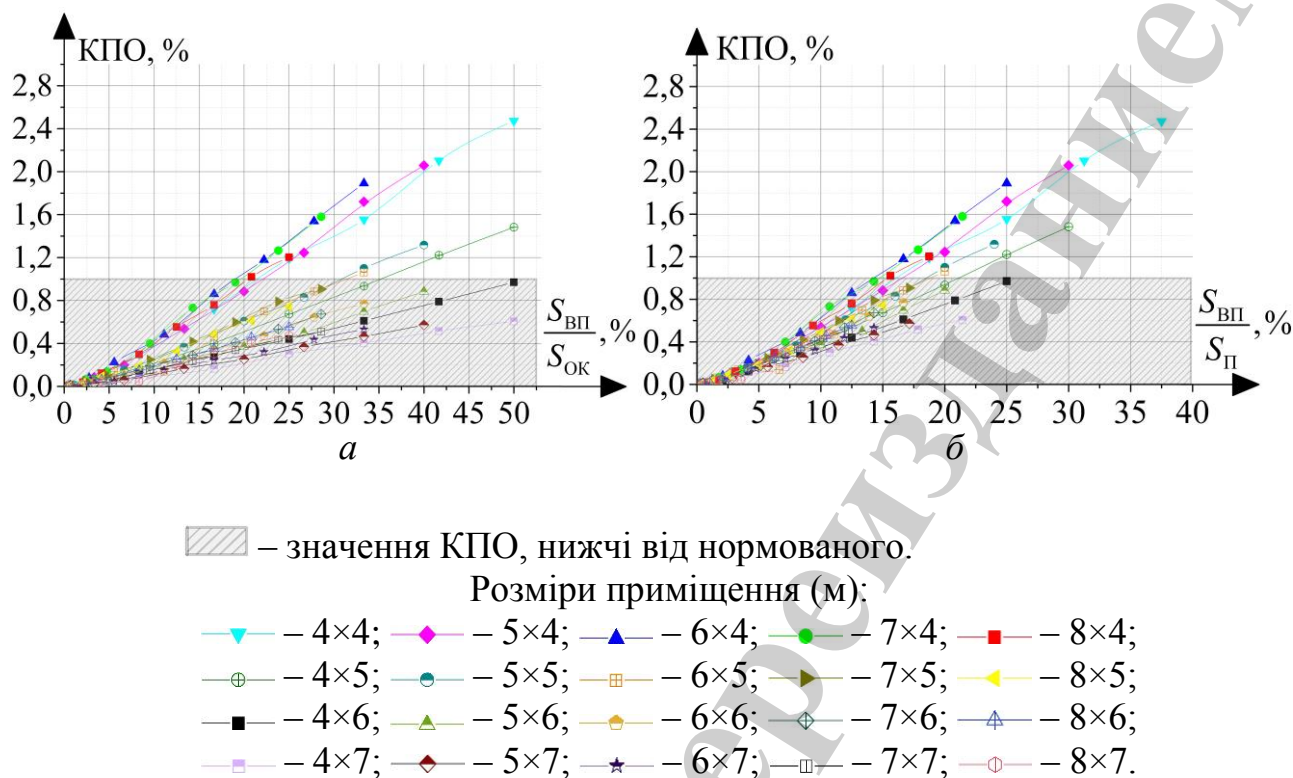 КПО, %
2,8
2,4
2,0
1,6
1,2
0,8
0,4
0,0
0 5 10 15 20 25 30 35 40 45 50
S_ВП
S_ОК
,%
а
КПО, %
2,8
2,4
2,0
1,6
1,2
0,8
0,4
0,0
0 5 10 15 20 25 30 35 40
S_ВП
S_П
,%
б
– значення КПО, нижчі від нормованого.
Розміри приміщення (м):
– 4×4; – 5×4; – 6×4; – 7×4; – 8×4;
– 4×5; – 5×5; – 6×5; – 7×5; – 8×5;
– 4×6; – 5×6; – 6×6; – 7×6; – 8×6;
– 4×7; – 5×7; – 6×7; – 7×7; – 8×7.
ереиздание